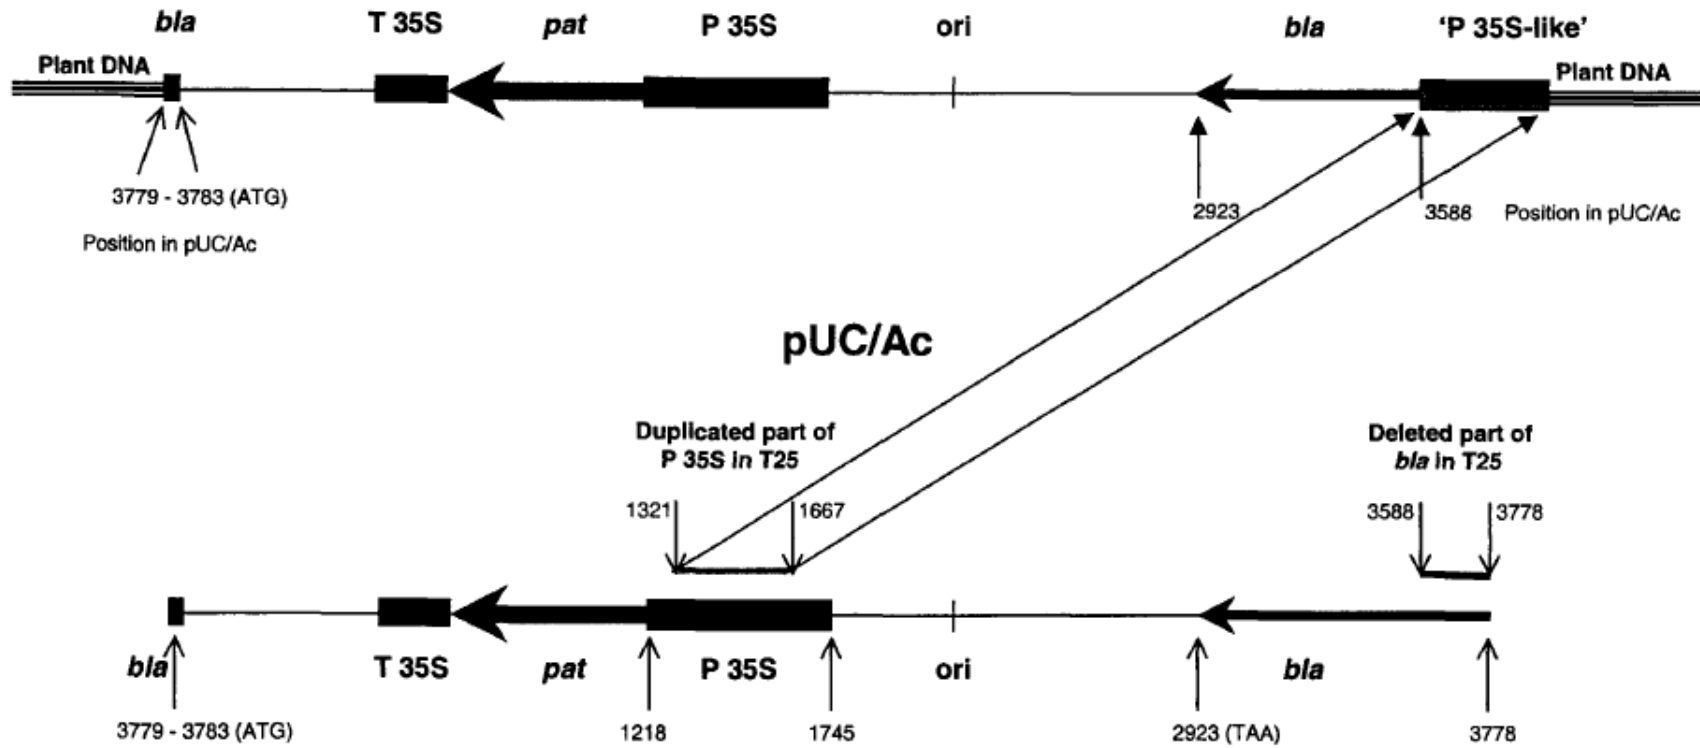 bla T 35S pat P 35S ori bla 'P 35S-like'
Plant DNA Plant DNA
3779 - 3783 (ATG) 2923 3588 Position in pUC/Ac
Position in pUC/Ac
pUC/Ac
Duplicated part of Deleted part of
P 35S in T25 bla in T25
1321 1667 3588 3778
bla T 35S pat P 35S ori bla
3779 - 3783 (ATG) 1218 1745 2923 (TAA) 3778